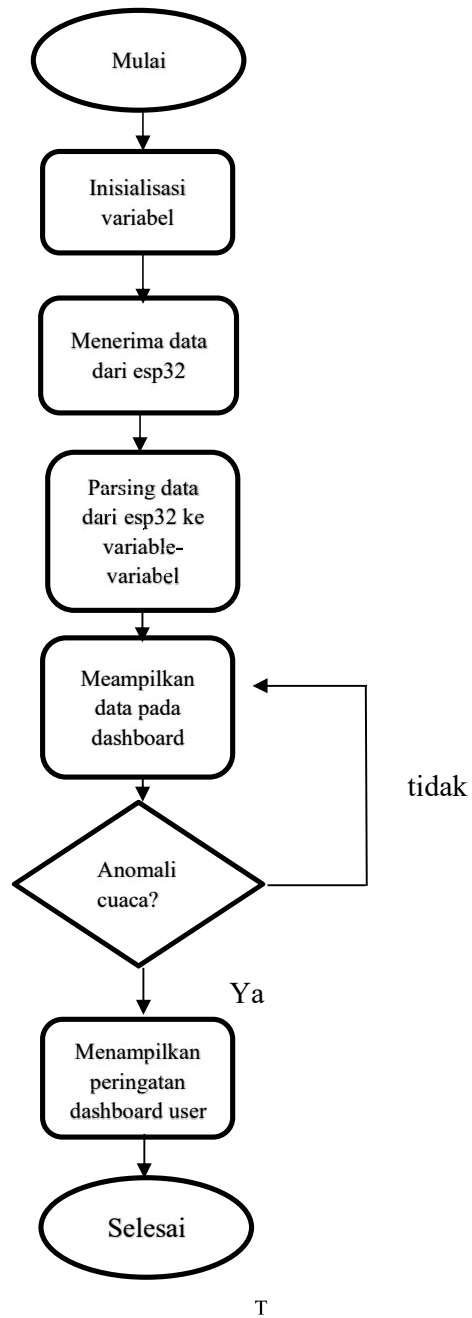 Mulai
Inisialisasi
variabel
Menerima data
dari esp32
Parsing data
dari esp32 ke
variable-
variabel
Meampilkan
data pada
dashboard
tidak
Anomali
cuaca?
Ya
Menampilkan
peringatan
dashboard user
Selesai
T